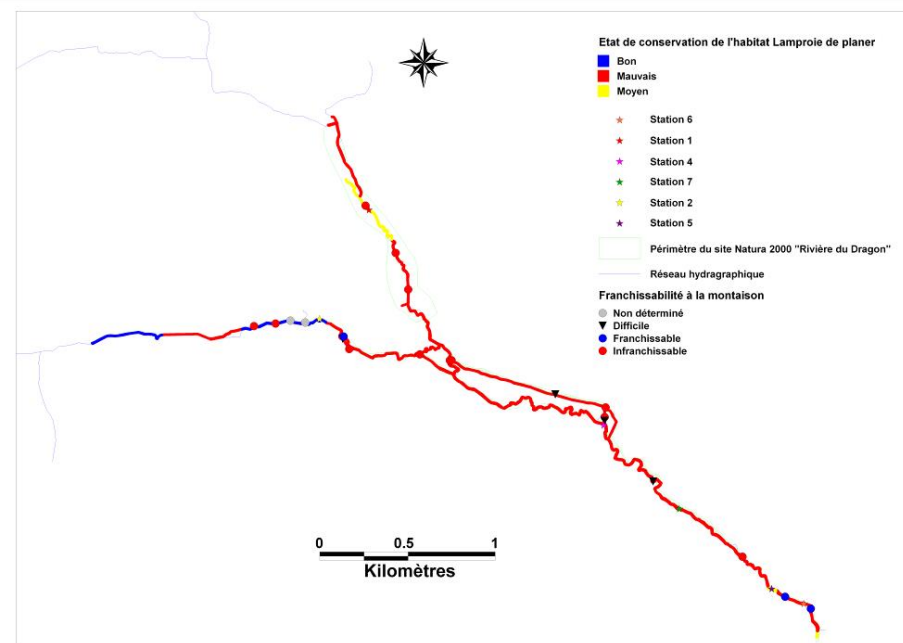 Etat de conservation de l'habitat Lamproie de planer
Bon
Mauvais
Moyen
Station 6
Station 1
Station 4
Station 7
Station 2
Station 5
Périmètre du site Natura 2000 "Rivière du Dragon"
Réseau hydragraphique
Franchissabilité à la montaison
Non déterminé
Difficile
Franchissable
Infranchissable
0 0.5 1
Kilomètres